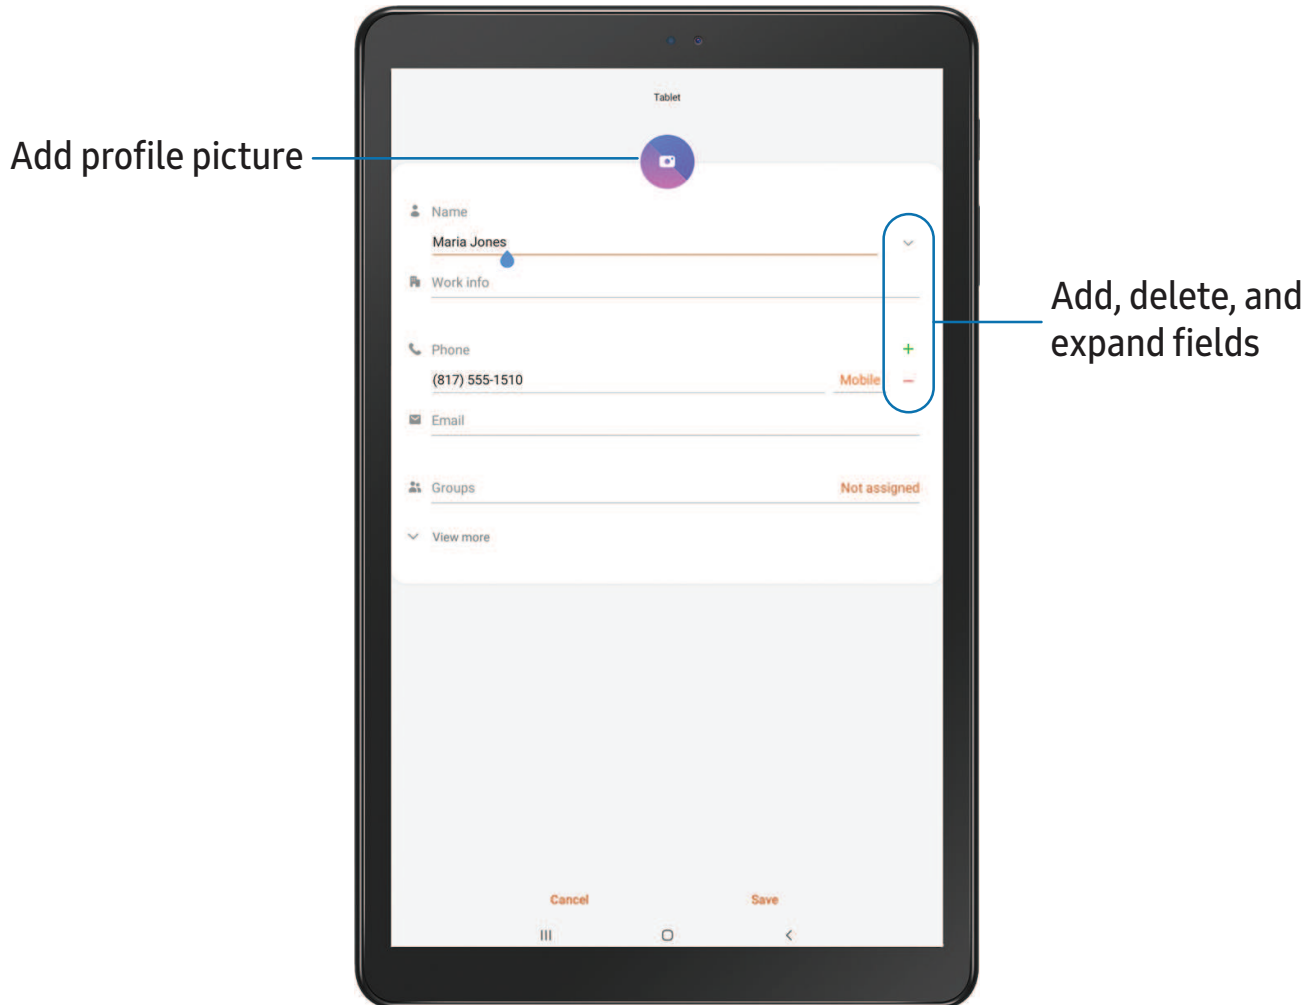 Tablet
Add profile picture
Name
Maria Jones
Work info
Add, delete, and
expand fields
Phone
(817) 555-1510 Mobile
Email
Groups Not assigned
View more
Cancel Save